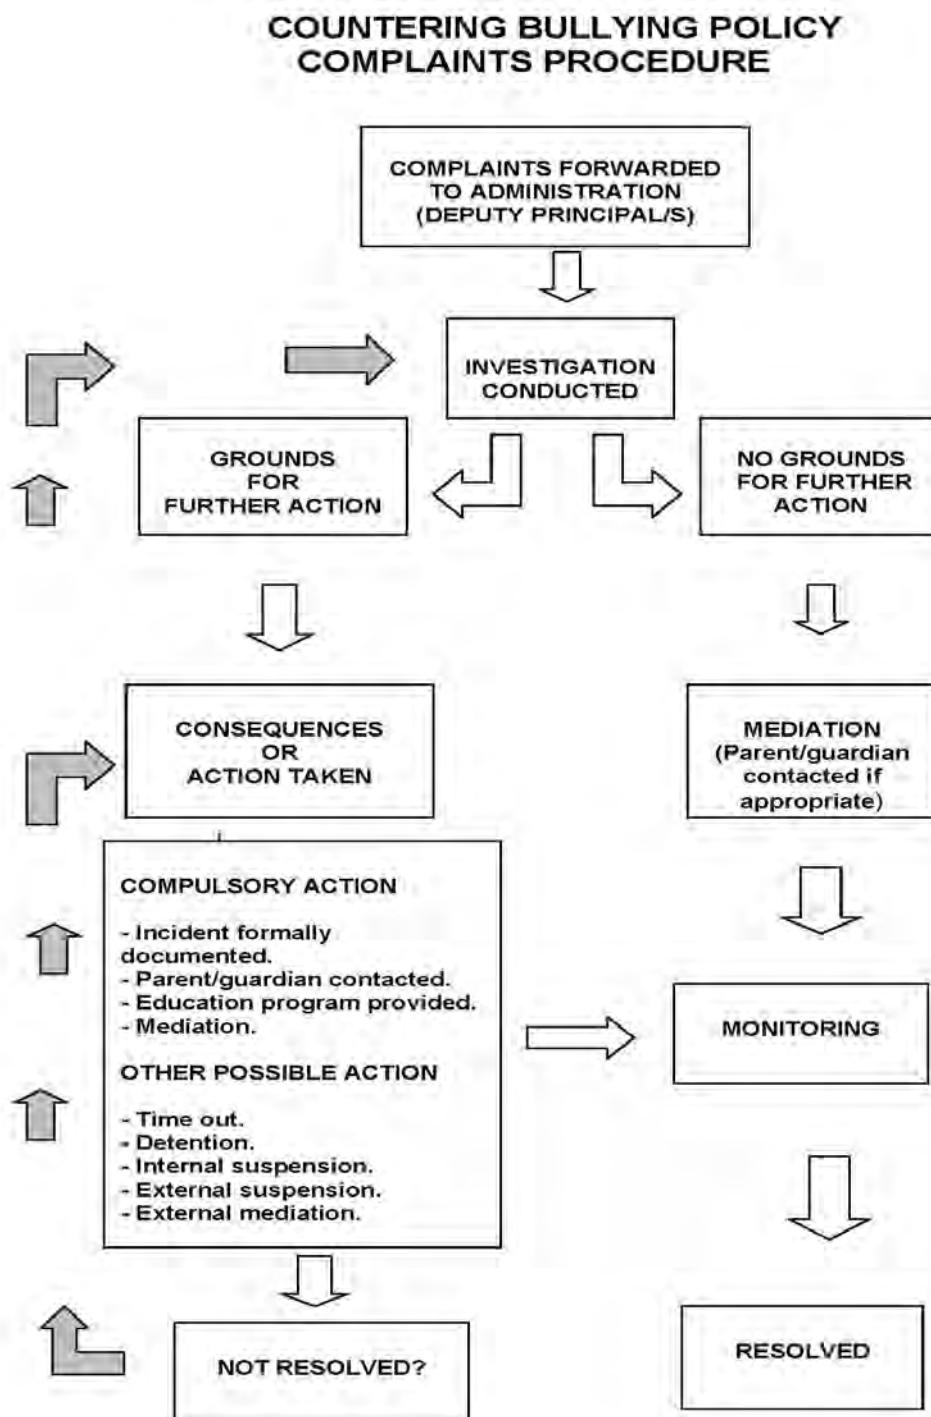 COUNTERING BULLYING POLICY
COMPLAINTS PROCEDURE
COMPLAINTS FORWARDED
TO ADMINISTRATION
(DEPUTY PRINCIPAL/S)
INVESTIGATION
CONDUCTED
GROUNDS
FOR
FURTHER ACTION
NO GROUNDS
FOR FURTHER
ACTION
CONSEQUENCES
OR
ACTION TAKEN
MEDIATION
(Parent/guardian
contacted if
appropriate)
COMPULSORY ACTION
- Incident formally
documented.
- Parent/guardian contacted.
- Education program provided.
- Mediation.
OTHER POSSIBLE ACTION
- Time out.
- Detention.
- Internal suspension.
- External suspension.
- External mediation.
MONITORING
NOT RESOLVED?
RESOLVED